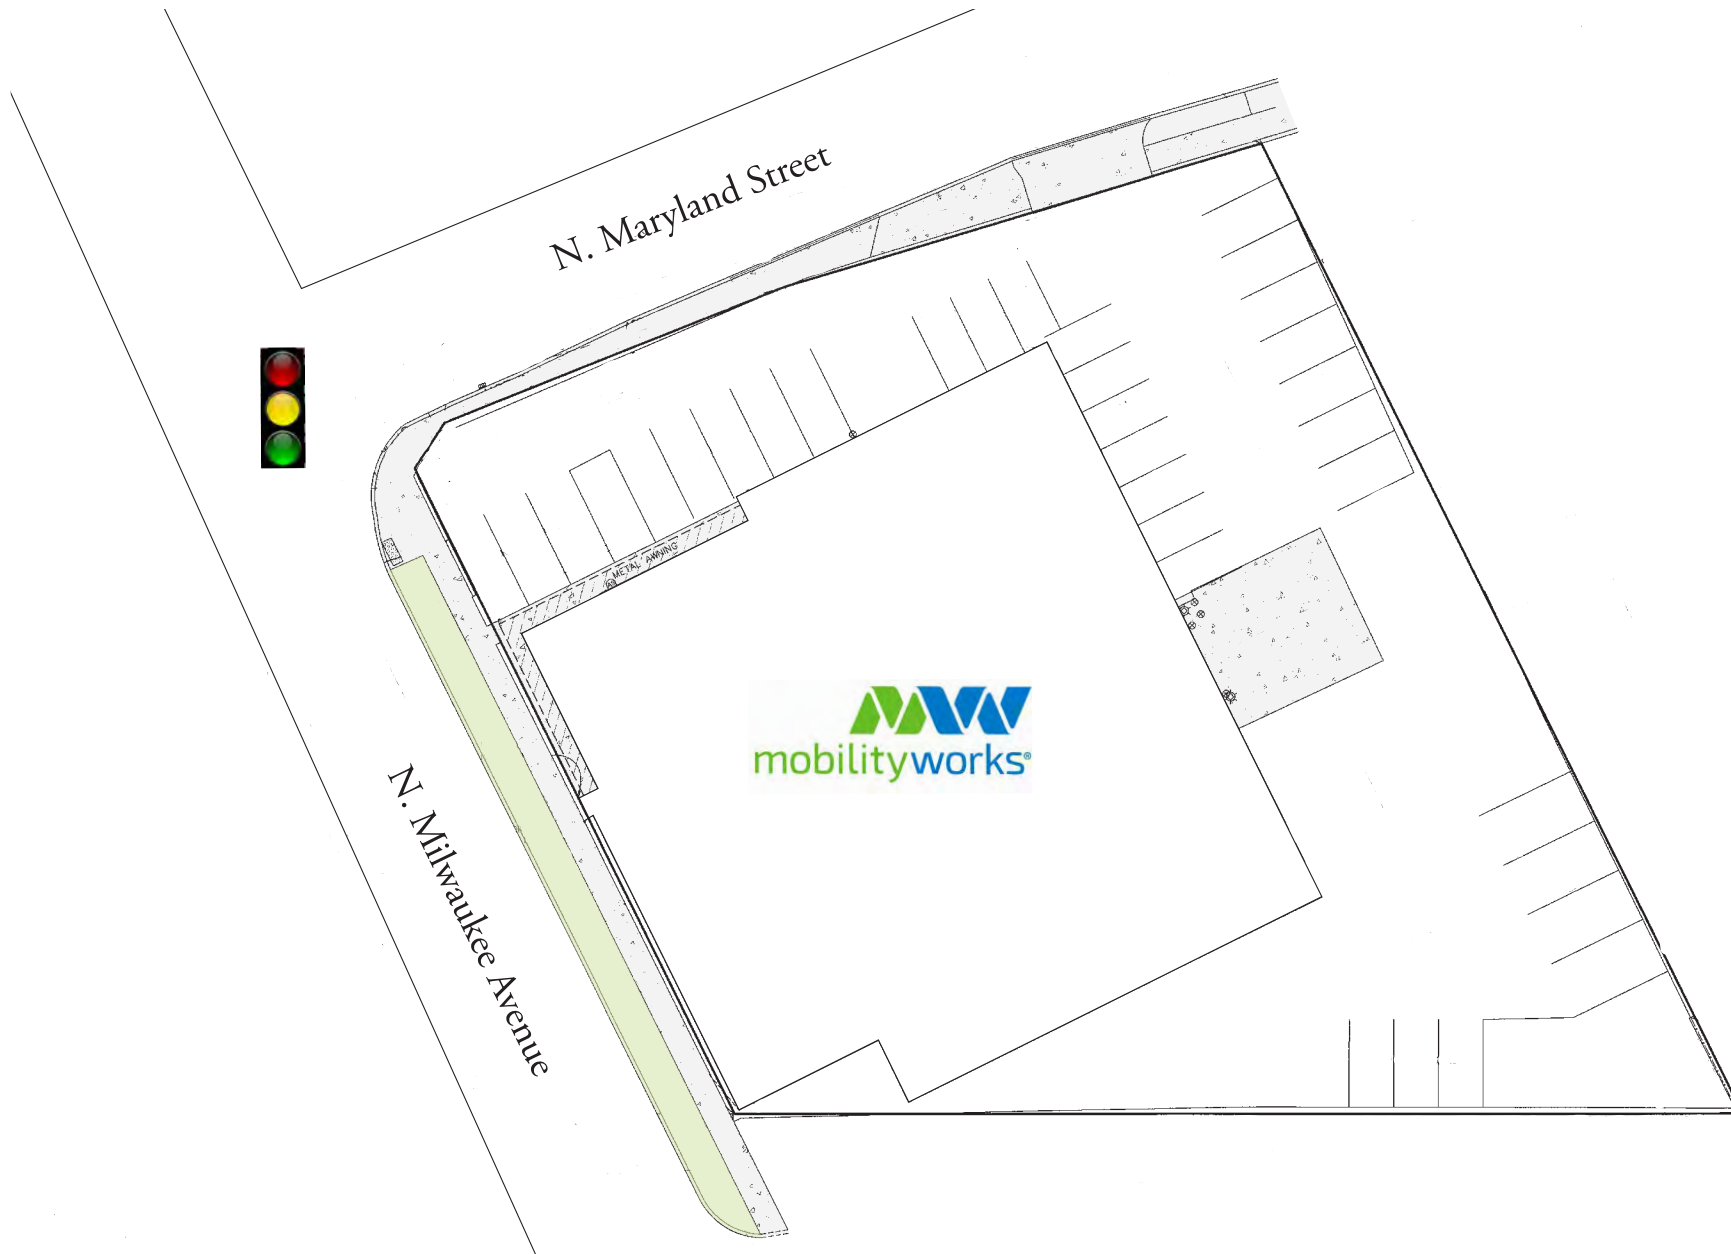 N. Maryland Street
METAL AWNING
mobilityworks®
N. Milwaukee Avenue